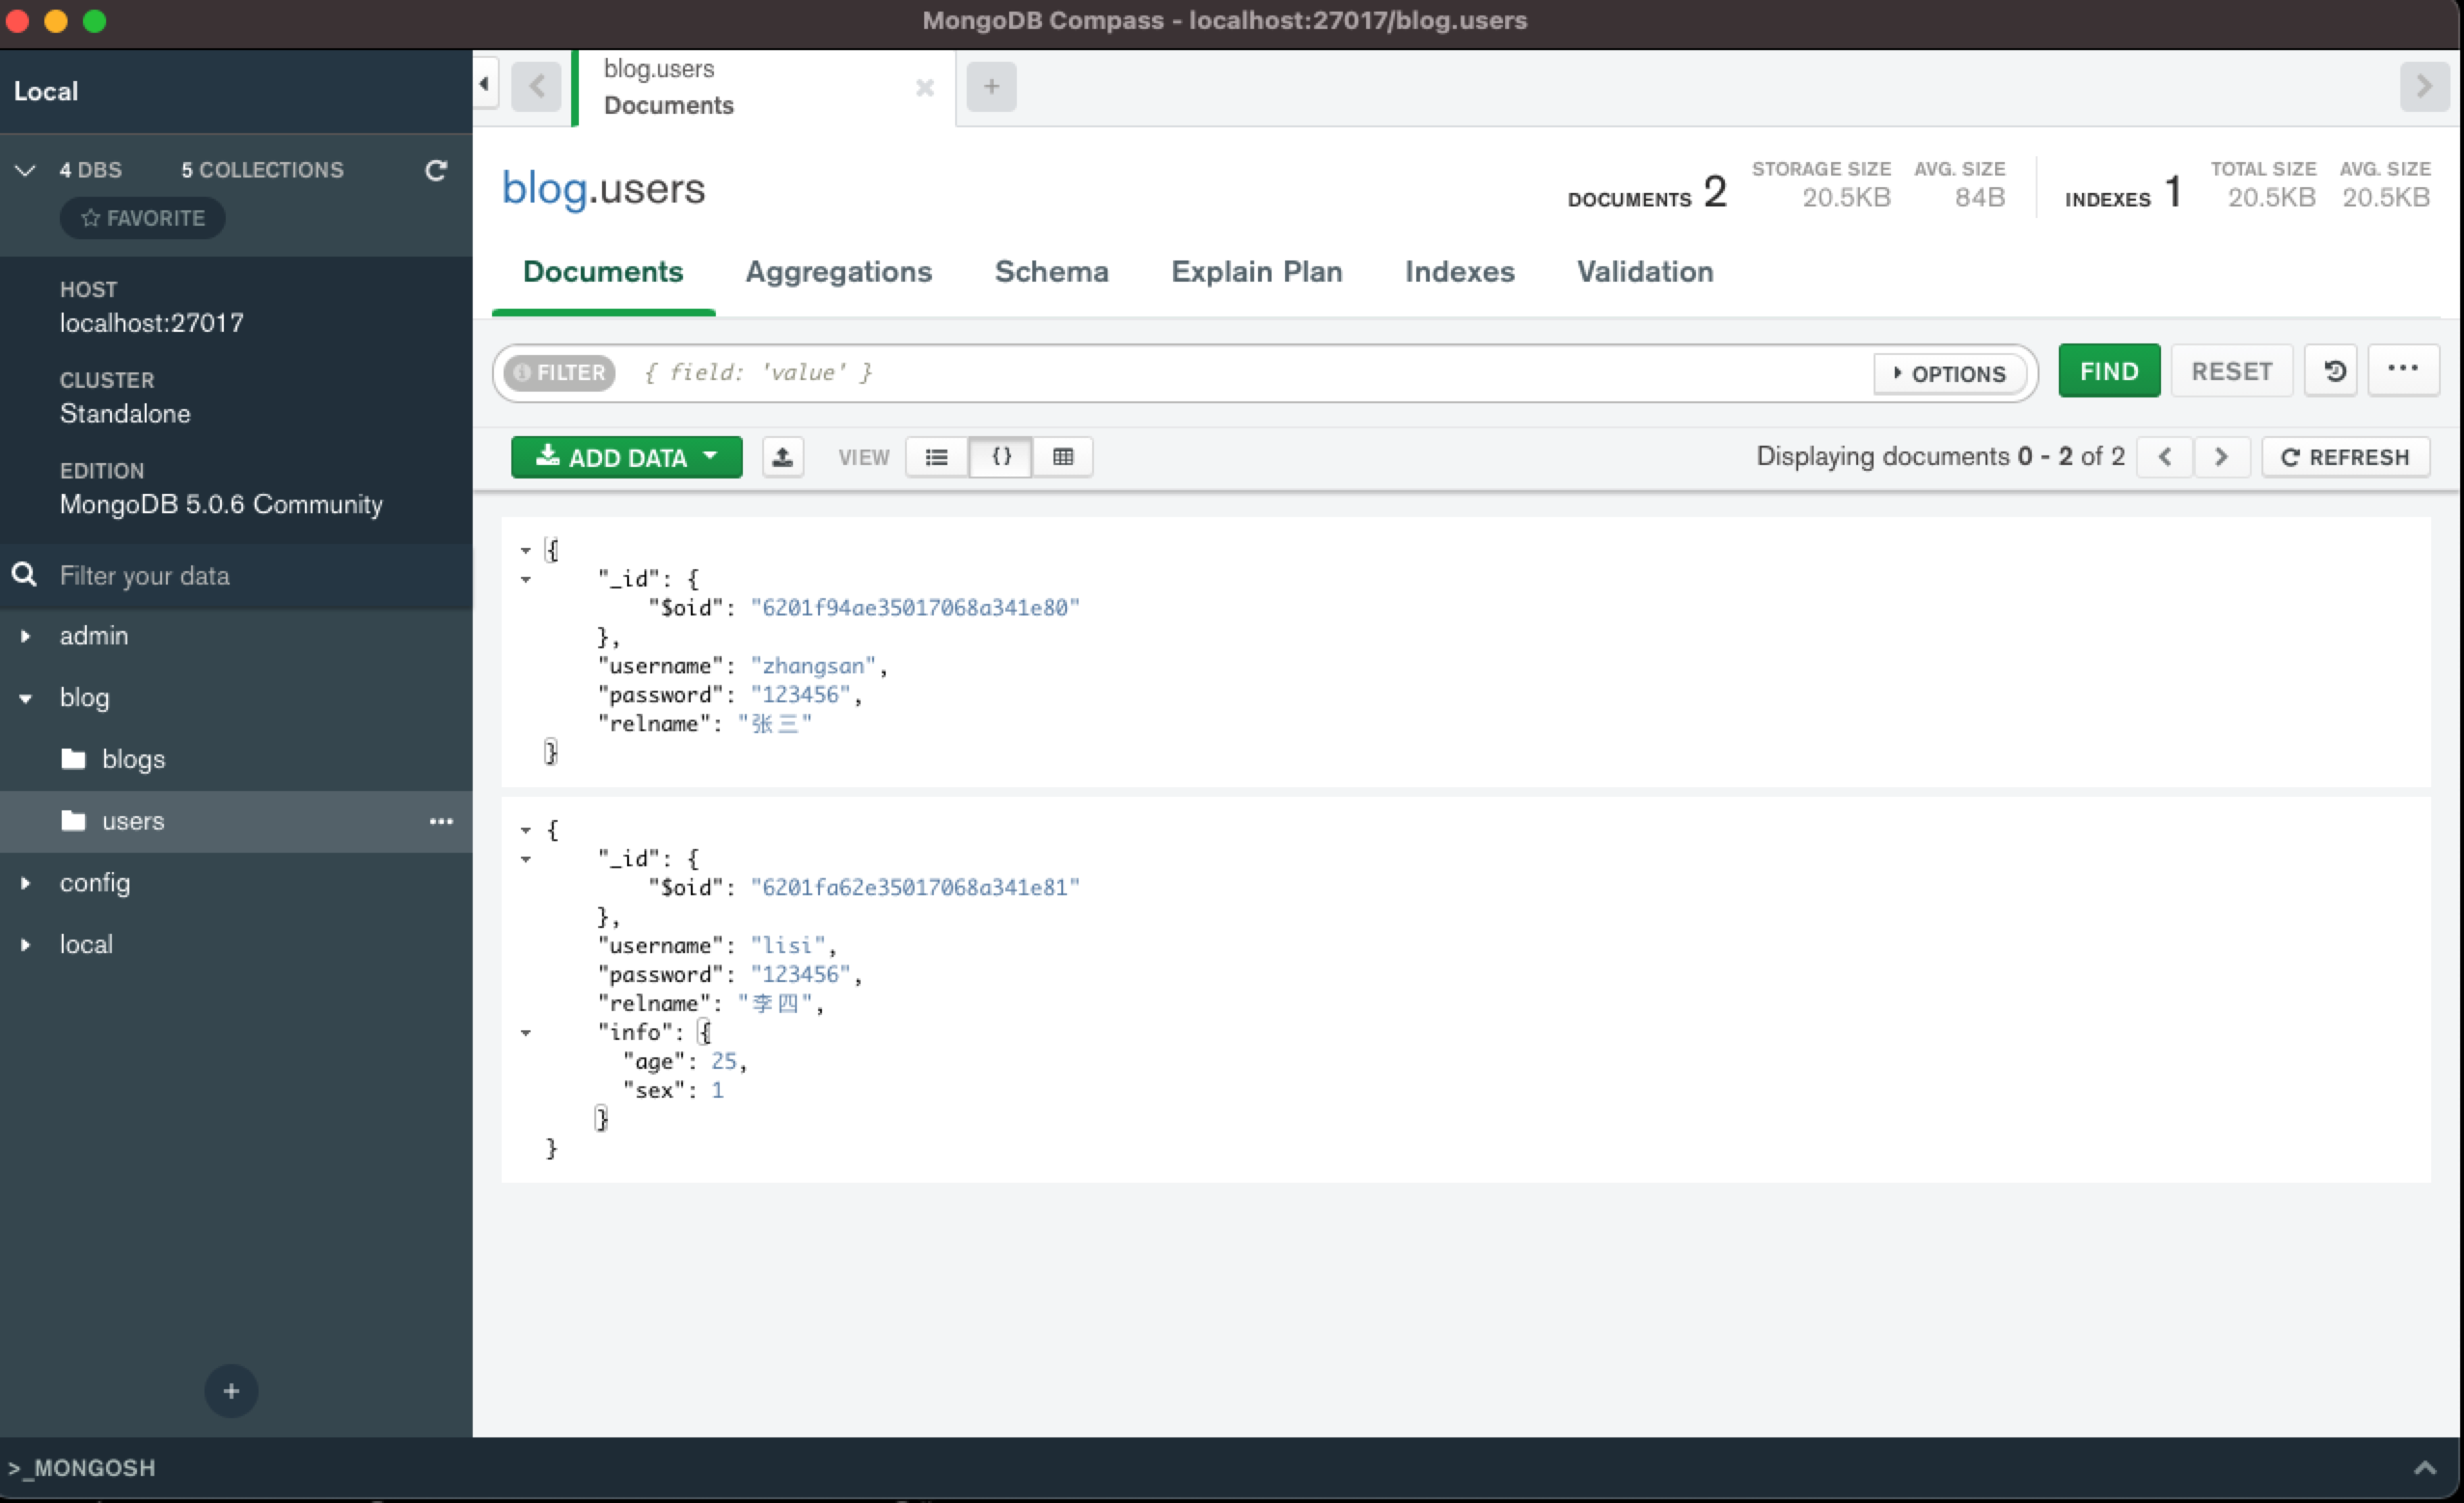 MongoDB Compass - localhost:27017/blog.users
Local
4 DBS 5 COLLECTIONS
FAVORITE
HOST
localhost:27017
CLUSTER
Standalone
EDITION
MongoDB 5.0.6 Community
Filter your data
admin
blog
blogs
users
config
local
>_MONGOSH
blog.users
Documents
blog.users
DOCUMENTS 2
STORAGE SIZE
20.5KB
AVG. SIZE
84B
INDEXES 1
TOTAL SIZE
20.5KB
AVG. SIZE
20.5KB
Documents Aggregations Schema Explain Plan Indexes Validation
FILTER { field: 'value' } OPTIONS FIND RESET
ADD DATA VIEW {} Displaying documents 0 - 2 of 2 REFRESH
{
"_id": {
"$oid": "6201f94ae35017068a341e80"
},
"username": "zhangsan",
"password": "123456",
"relname": "张三"
}
{
"_id": {
"$oid": "6201fa62e35017068a341e81"
},
"username": "lisi",
"password": "123456",
"relname": "李四",
"info": {
"age": 25,
"sex": 1
}
}